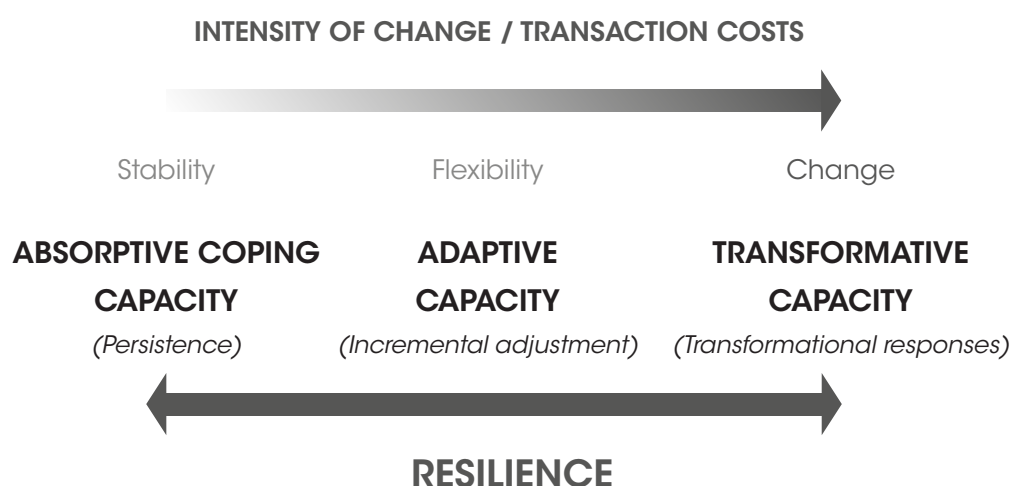 INTENSITY OF CHANGE / TRANSACTION COSTS
Stability
Flexibility
Change
ABSORPTIVE COPING
CAPACITY
(Persistence)
ADAPTIVE
CAPACITY
(Incremental adjustment)
TRANSFORMATIVE
CAPACITY
(Transformational responses)
RESILIENCE